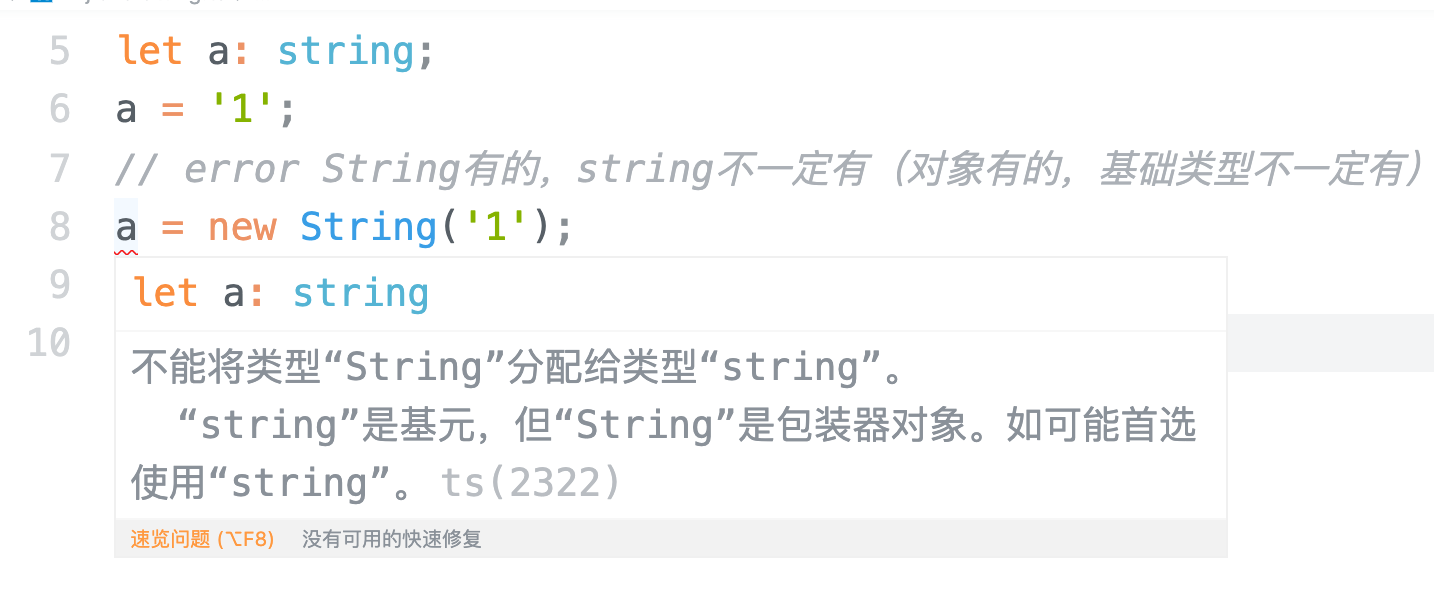 5 let a: string;
6 a = '1';
7 // error String有的，string不一定有（对象有的，基础类型不一定有）
8 a = new String('1');
9 let a: string
10
不能将类型“String”分配给类型“string”。
“string”是基元，但“String”是包装器对象。如可能首选
使用“string”。 ts(2322)
速览问题 (⌥F8) 没有可用的快速修复